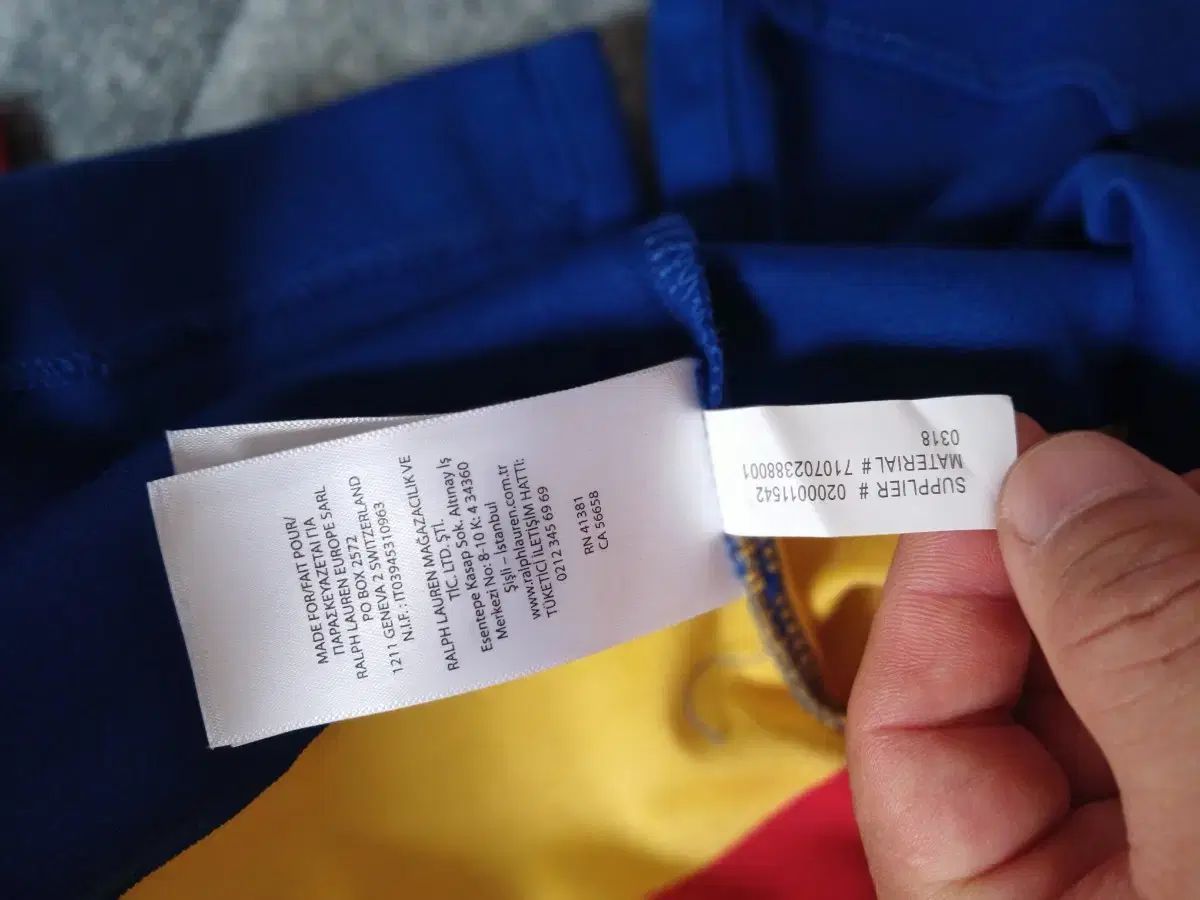 MADE FOR/FAIT POUR/
ΠΑΡΑΣΚΕΥΑΖΕΤΑΙ ΓΙΑ
RALPH LAUREN EUROPE SARL
PO BOX 2572
1211 GENEVA 2 SWITZERLAND
N.I.F.: IT03945310963
RALPH LAUREN MAĞAZACILIK VE
TIC. LTD. ŞTİ.
Esentepe Kasap Sok. Altınay İş
Merkezi No: 8-10 K: 4 34360
Şişli – İstanbul
www.ralphlauren.com.tr
TÜKETİCİ İLETİŞİM HATTI:
0212 345 69 69
RN 41381
CA 56658
SUPPLIER # 0200011542
MATERIAL # 710702388001
0318